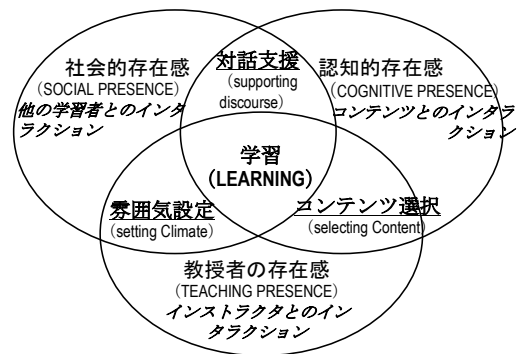 社会的存在感
(SOCIAL PRESENCE)
他の学習者とのインタ
ラクション
対話支援
(supporting
discourse)
認知的存在感
(COGNITIVE PRESENCE)
コンテンツとのインタラ
クション
学習
(LEARNING)
雰囲気設定
(setting Climate)
コンテンツ選択
(selecting Content)
教授者の存在感
(TEACHING PRESENCE)
インストラクタとのイン
タラクション